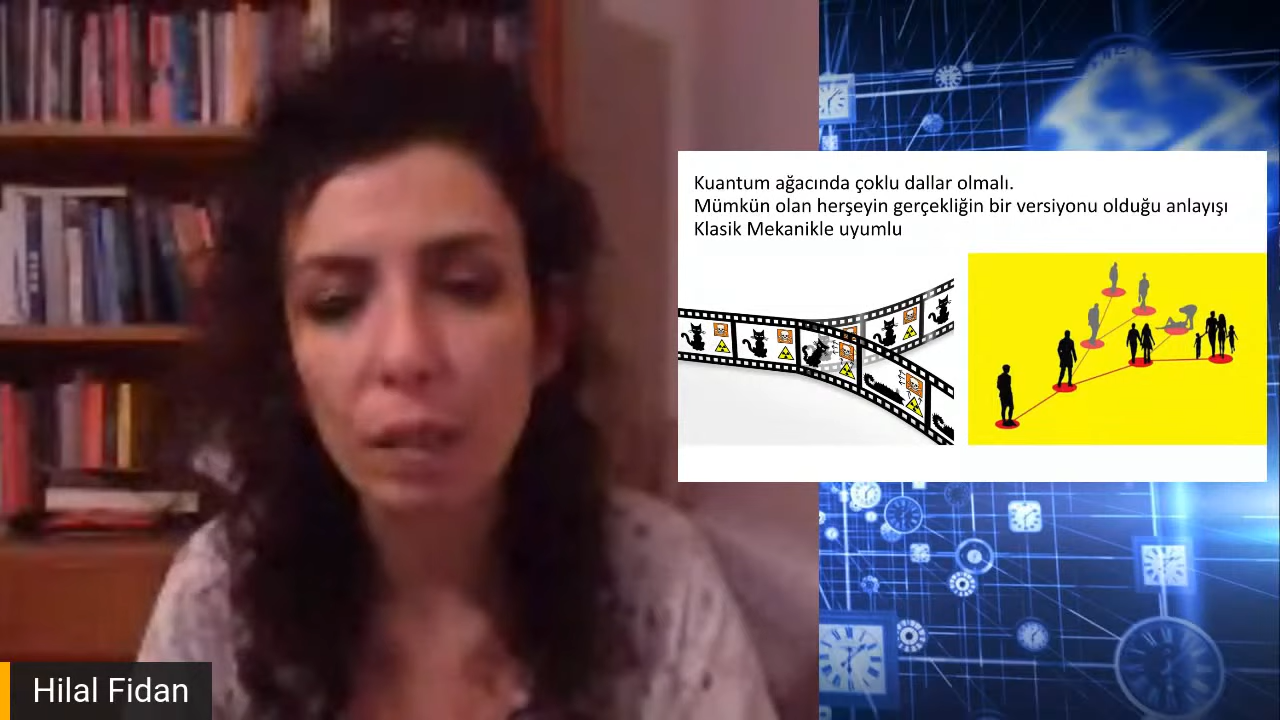 Kuantum ağacında çoklu dallar olmalı.
Mümkün olan herşeyin gerçekliğin bir versiyonu olduğu anlayışı
Klasik Mekanikle uyumlu
Hilal Fidan